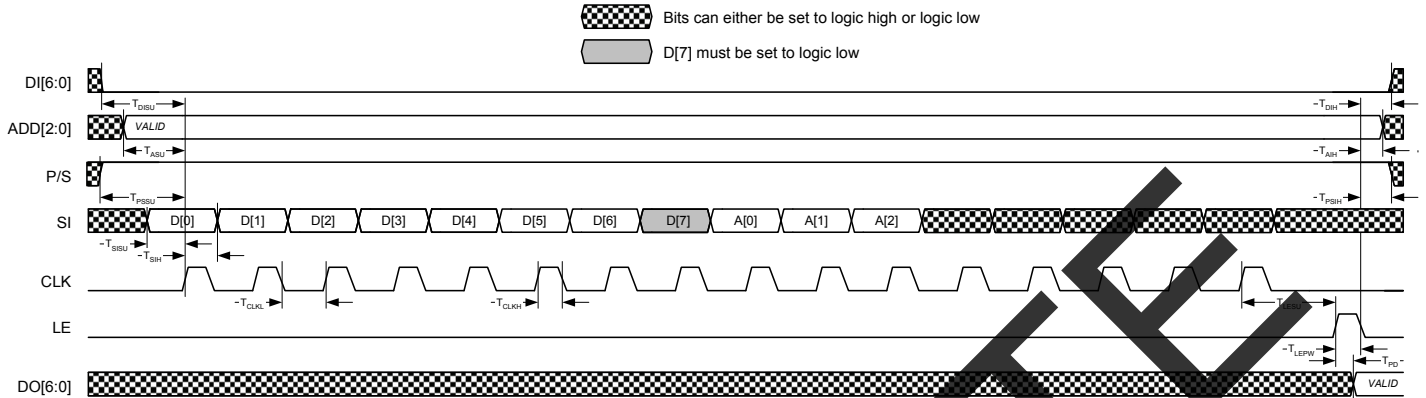 Bits can either be set to logic high or logic low
D[7] must be set to logic low
DI[6:0]
TDISU
TDIH
ADD[2:0]
VALID
TASU
TAIH
P/S
TPSSU
TPSIH
SI
D[0] D[1] D[2] D[3] D[4] D[5] D[6] D[7] A[0] A[1] A[2]
TSISU
TSIH
CLK
TCLKL
TCLKH
TLESU
LE
TLEPW
TPD
DO[6:0]
VALID
T E